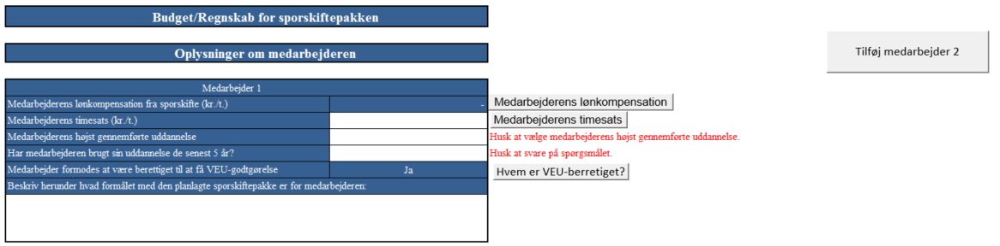 Budget/Regnskab for sporskiftepakken
Oplysninger om medarbejderen
Tilføj medarbejder 2
Medarbejder 1
Medarbejderens lønkompensation fra sporskifte (kr./t.) - Medarbejderens lønkompensation
Medarbejderens timesats (kr./t.) Medarbejderens timesats
Medarbejderens højst gennemførte uddannelse Husk at vælge medarbejderens højst gennemførte uddannelse.
Har medarbejderen brugt sin uddannelse de senest 5 år? Husk at svare på spørgsmålet.
Medarbejder formodes at være berettiget til at få VEU-godtgørelse Ja Hvem er VEU-berretiget?
Beskriv herunder hvad formålet med den planlagte sporskiftepakke er for medarbejderen: